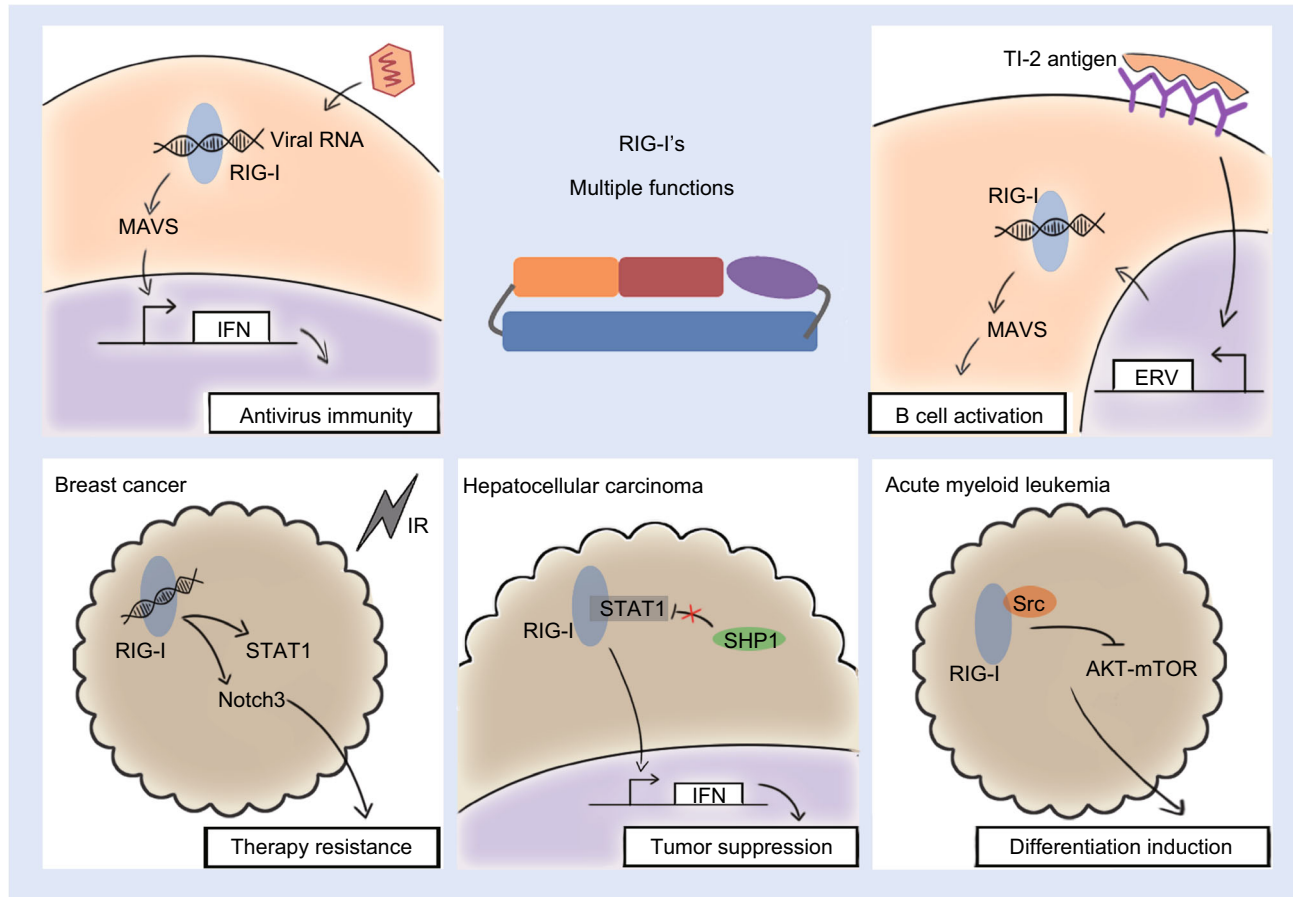 Viral RNA
RIG-I
MAVS
IFN
Antivirus immunity
RIG-I's
Multiple functions
TI-2 antigen
RIG-I
MAVS
ERV
B cell activation
Breast cancer
IR
RIG-I
STAT1
Notch3
Therapy resistance
Hepatocellular carcinoma
STAT1
RIG-I
SHP1
IFN
Tumor suppression
Acute myeloid leukemia
Src
RIG-I
AKT-mTOR
Differentiation induction